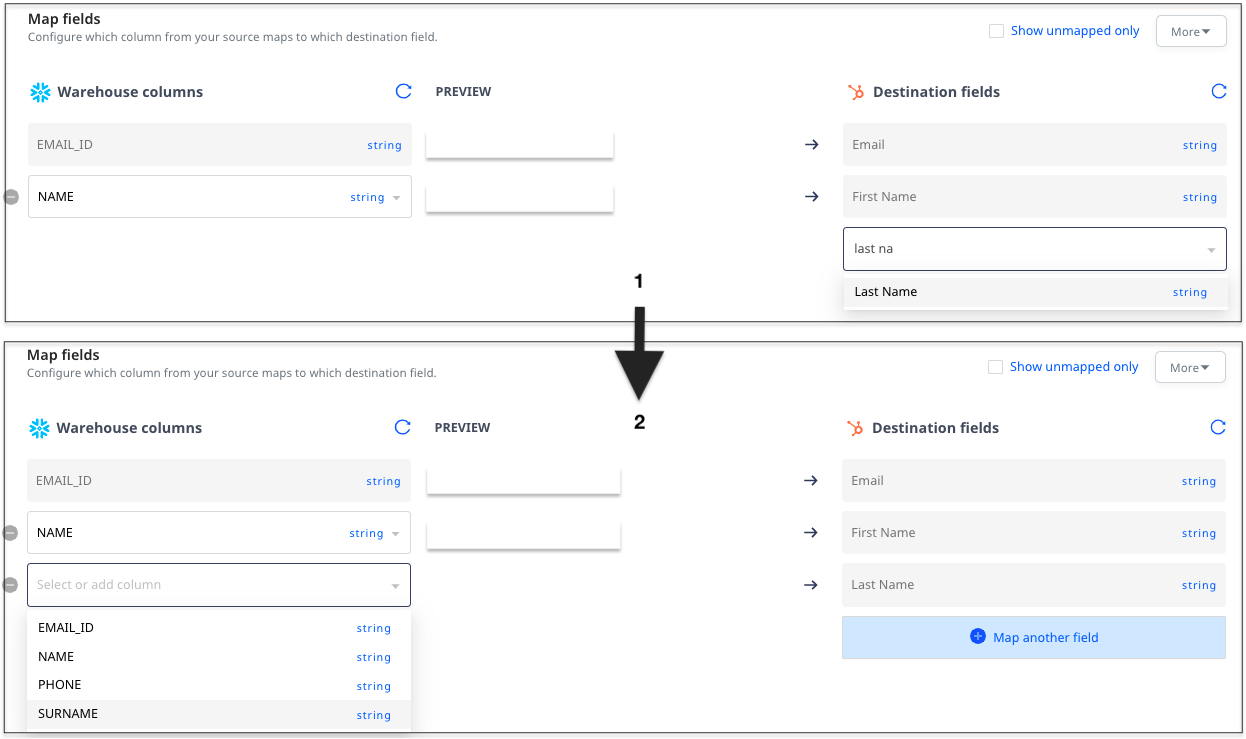 Map fields
Configure which column from your source maps to which destination field.
Show unmapped only
More
Warehouse columns
PREVIEW
Destination fields
EMAIL_ID string
Email string
NAME string
First Name string
last na
Last Name string
1
2
Map fields
Configure which column from your source maps to which destination field.
Show unmapped only
More
Warehouse columns
PREVIEW
Destination fields
EMAIL_ID string
Email string
NAME string
First Name string
Select or add column
Last Name string
EMAIL_ID string
Map another field
NAME string
PHONE string
SURNAME string